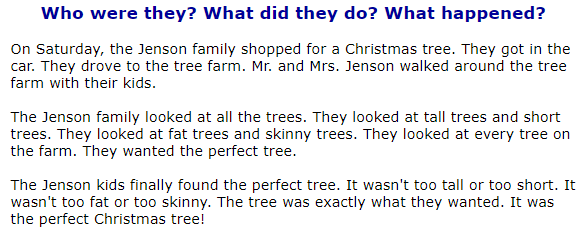 Who were they? What did they do? What happened?
On Saturday, the Jenson family shopped for a Christmas tree. They got in the
car. They drove to the tree farm. Mr. and Mrs. Jenson walked around the tree
farm with their kids.
The Jenson family looked at all the trees. They looked at tall trees and short
trees. They looked at fat trees and skinny trees. They looked at every tree on
the farm. They wanted the perfect tree.
The Jenson kids finally found the perfect tree. It wasn't too tall or too short. It
wasn't too fat or too skinny. The tree was exactly what they wanted. It was
the perfect Christmas tree!